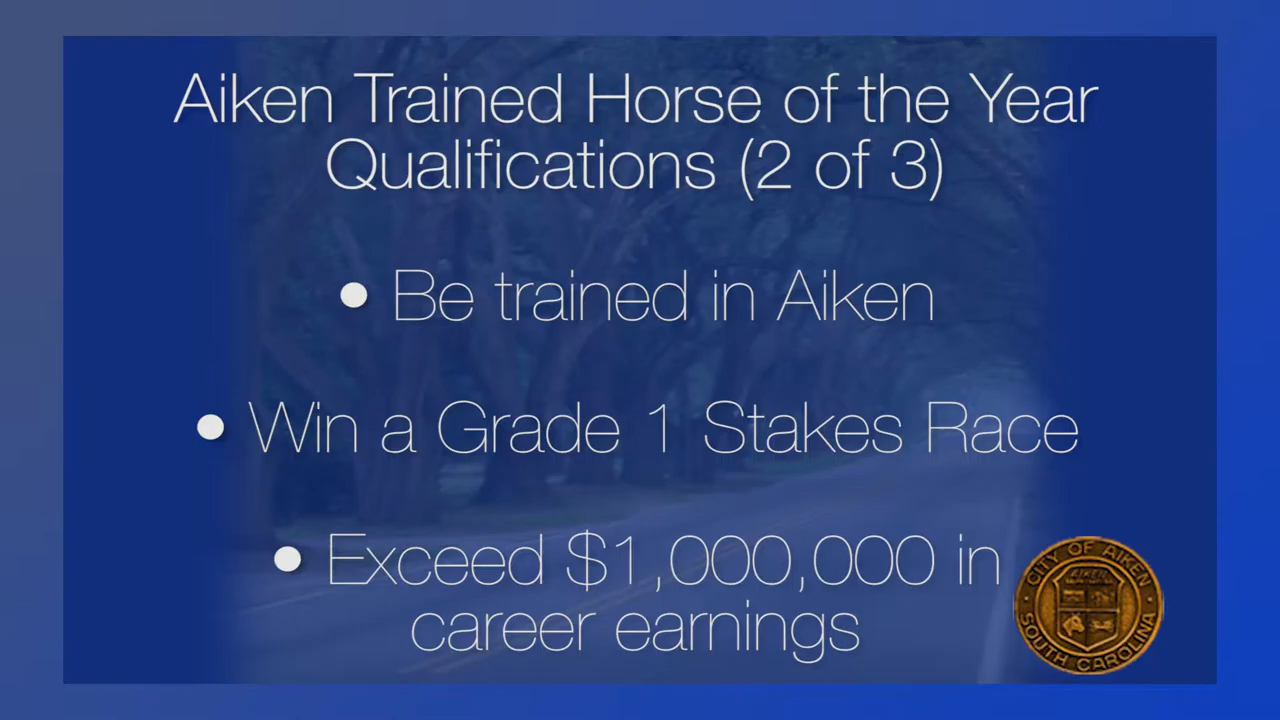 Aiken Trained Horse of the Year
Qualifications (2 of 3)
• Be trained in Aiken
• Win a Grade 1 Stakes Race
• Exceed $1,000,000 in
career earnings
CITY OF AIKEN
AIKEN
SOUTH CAROLINA